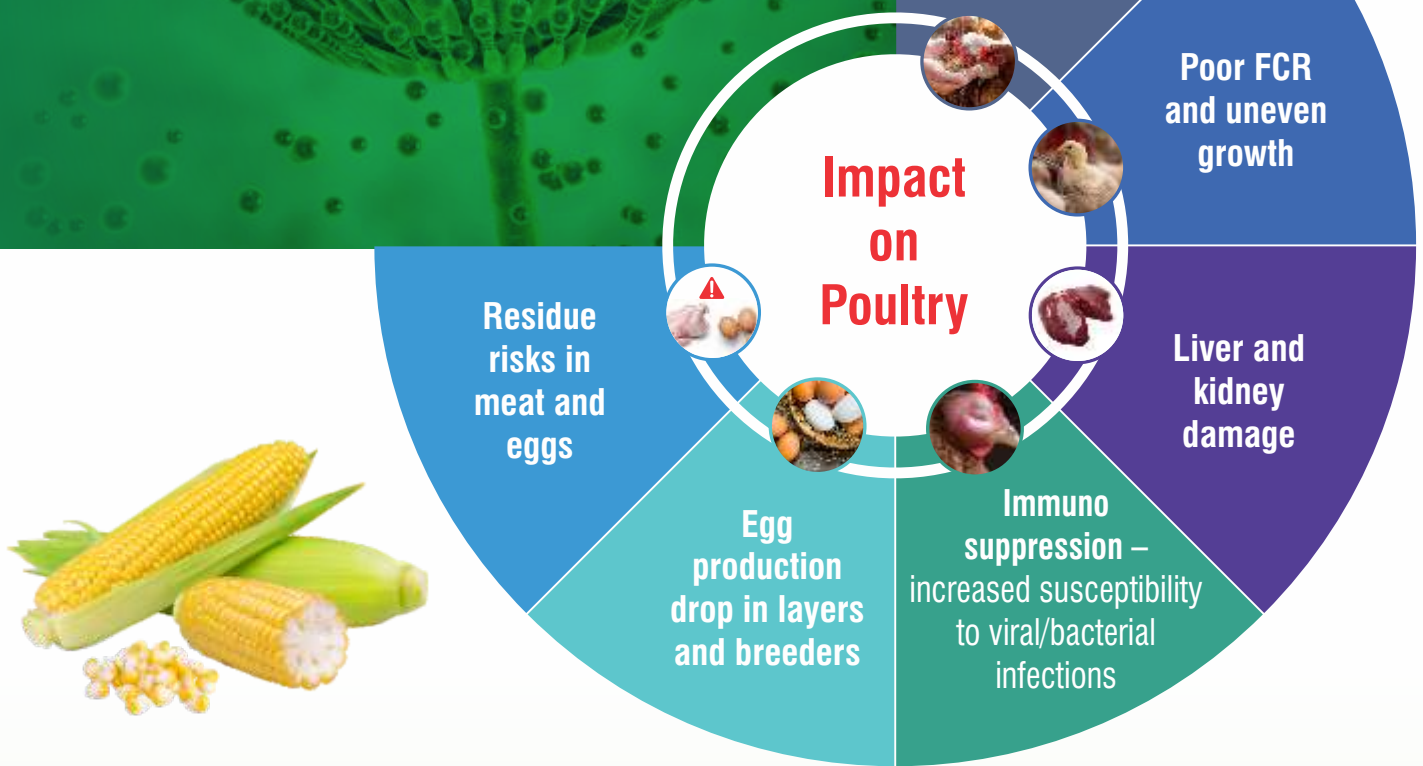 Impact
on
Poultry
Poor FCR
and uneven
growth
Liver and
kidney
damage
Immuno
suppression –
increased susceptibility
to viral/bacterial
infections
Egg
production
drop in layers
and breeders
Residue
risks in
meat and
eggs